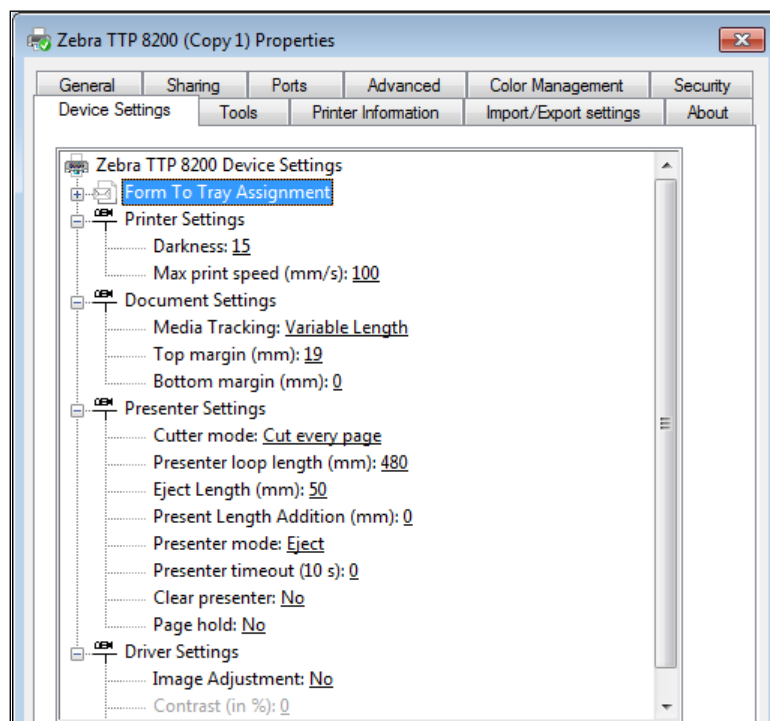 Zebra TTP 8200 (Copy 1) Properties
General Sharing Ports Advanced Color Management Security
Device Settings Tools Printer Information Import/Export settings About
Zebra TTP 8200 Device Settings
Form To Tray Assignment
Printer Settings
Darkness: 15
Max print speed (mm/s): 100
Document Settings
Media Tracking: Variable Length
Top margin (mm): 19
Bottom margin (mm): 0
Presenter Settings
Cutter mode: Cut every page
Presenter loop length (mm): 480
Eject Length (mm): 50
Present Length Addition (mm): 0
Presenter mode: Eject
Presenter timeout (10 s): 0
Clear presenter: No
Page hold: No
Driver Settings
Image Adjustment: No
Contrast (in %): 0